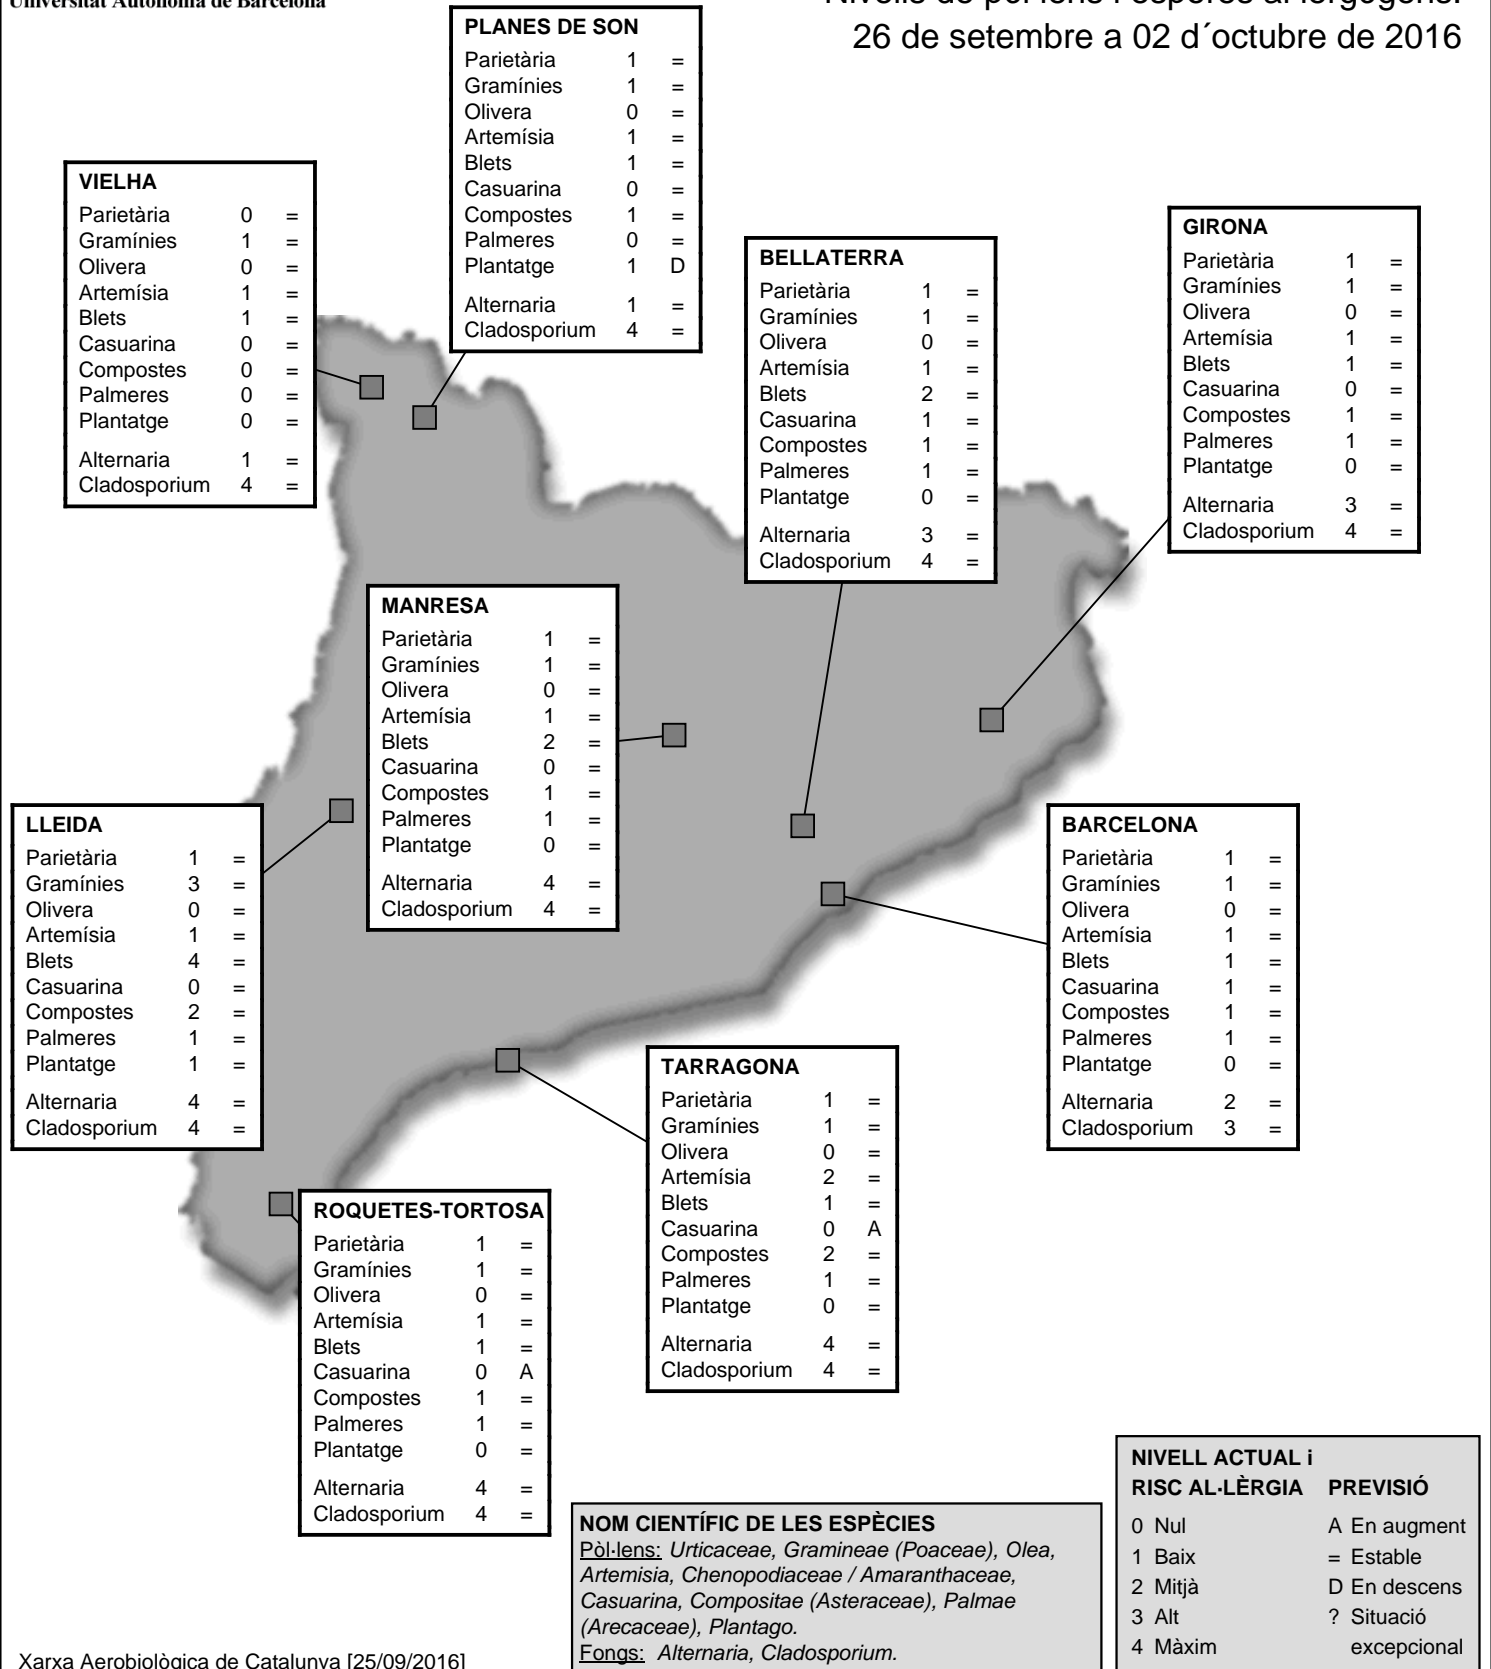 Universitat Autònoma de Barcelona
Nivells de pol·lens i espores al·lergògens:
26 de setembre a 02 d´octubre de 2016
PLANES DE SON
Parietària 1 =
Gramínies 1 =
Olivera 0 =
Artemísia 1 =
Blets 1 =
Casuarina 0 =
Compostes 1 =
Palmeres 0 =
Plantatge 1 D
Alternaria 1 =
Cladosporium 4 =
VIELHA
Parietària 0 =
Gramínies 1 =
Olivera 0 =
Artemísia 1 =
Blets 1 =
Casuarina 0 =
Compostes 0 =
Palmeres 0 =
Plantatge 0 =
Alternaria 1 =
Cladosporium 4 =
BELLATERRA
Parietària 1 =
Gramínies 1 =
Olivera 0 =
Artemísia 1 =
Blets 2 =
Casuarina 1 =
Compostes 1 =
Palmeres 1 =
Plantatge 0 =
Alternaria 3 =
Cladosporium 4 =
GIRONA
Parietària 1 =
Gramínies 1 =
Olivera 0 =
Artemísia 1 =
Blets 1 =
Casuarina 0 =
Compostes 1 =
Palmeres 1 =
Plantatge 0 =
Alternaria 3 =
Cladosporium 4 =
MANRESA
Parietària 1 =
Gramínies 1 =
Olivera 0 =
Artemísia 1 =
Blets 2 =
Casuarina 0 =
Compostes 1 =
Palmeres 1 =
Plantatge 0 =
Alternaria 4 =
Cladosporium 4 =
LLEIDA
Parietària 1 =
Gramínies 3 =
Olivera 0 =
Artemísia 1 =
Blets 4 =
Casuarina 0 =
Compostes 2 =
Palmeres 1 =
Plantatge 1 =
Alternaria 4 =
Cladosporium 4 =
BARCELONA
Parietària 1 =
Gramínies 1 =
Olivera 0 =
Artemísia 1 =
Blets 1 =
Casuarina 1 =
Compostes 1 =
Palmeres 1 =
Plantatge 0 =
Alternaria 2 =
Cladosporium 3 =
TARRAGONA
Parietària 1 =
Gramínies 1 =
Olivera 0 =
Artemísia 2 =
Blets 1 =
Casuarina 0 A
Compostes 2 =
Palmeres 1 =
Plantatge 0 =
Alternaria 4 =
Cladosporium 4 =
ROQUETES-TORTOSA
Parietària 1 =
Gramínies 1 =
Olivera 0 =
Artemísia 1 =
Blets 1 =
Casuarina 0 A
Compostes 1 =
Palmeres 1 =
Plantatge 0 =
Alternaria 4 =
Cladosporium 4 =
NOM CIENTÍFIC DE LES ESPÈCIES
Pòl·lens: Urticaceae, Gramineae (Poaceae), Olea,
Artemisia, Chenopodiaceae / Amaranthaceae,
Casuarina, Compositae (Asteraceae), Palmae
(Arecaceae), Plantago.
Fongs: Alternaria, Cladosporium.
NIVELL ACTUAL i
RISC AL·LÈRGIA PREVISIÓ
0 Nul A En augment
1 Baix = Estable
2 Mitjà D En descens
3 Alt ? Situació
4 Màxim excepcional
Xarxa Aerobiològica de Catalunya [25/09/2016]